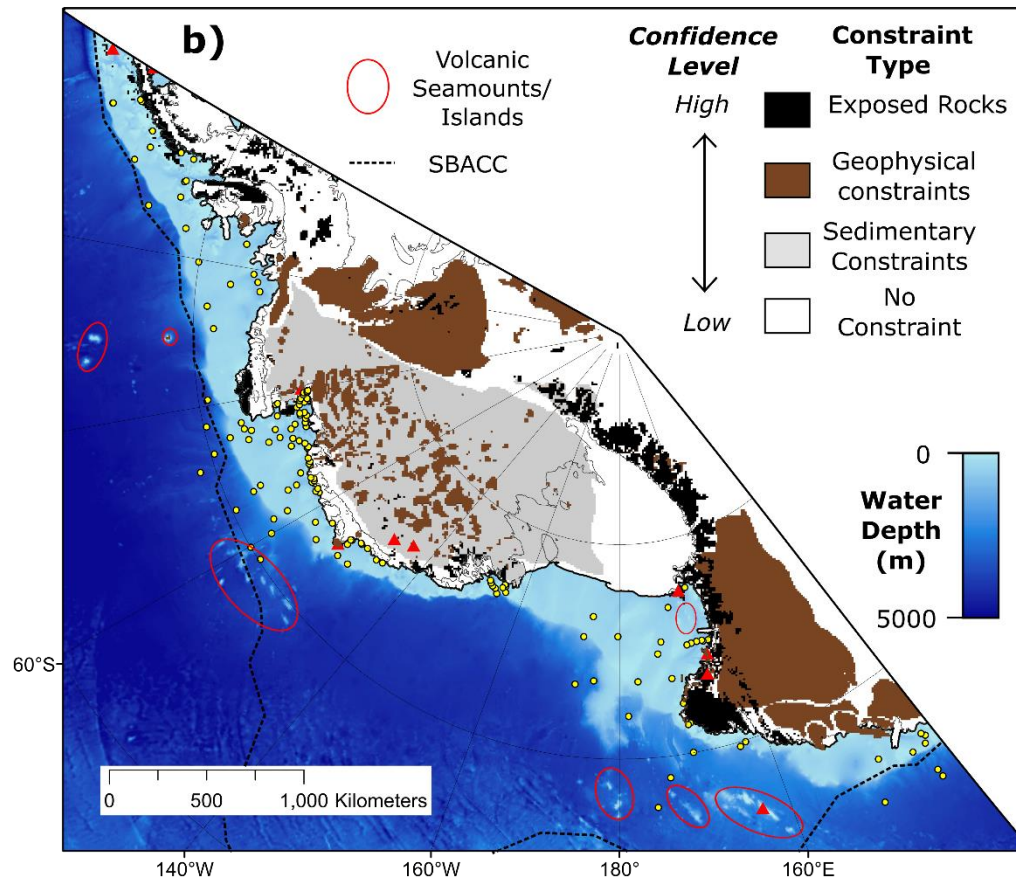 b)
Volcanic
Seamounts/
Islands
SBACC
Confidence
Level
High
Low
Constraint
Type
Exposed Rocks
Geophysical
constraints
Sedimentary
Constraints
No
Constraint
0
Water
Depth
(m)
5000
60°S
0 500 1,000 Kilometers
140°W 160°W 180° 160°E